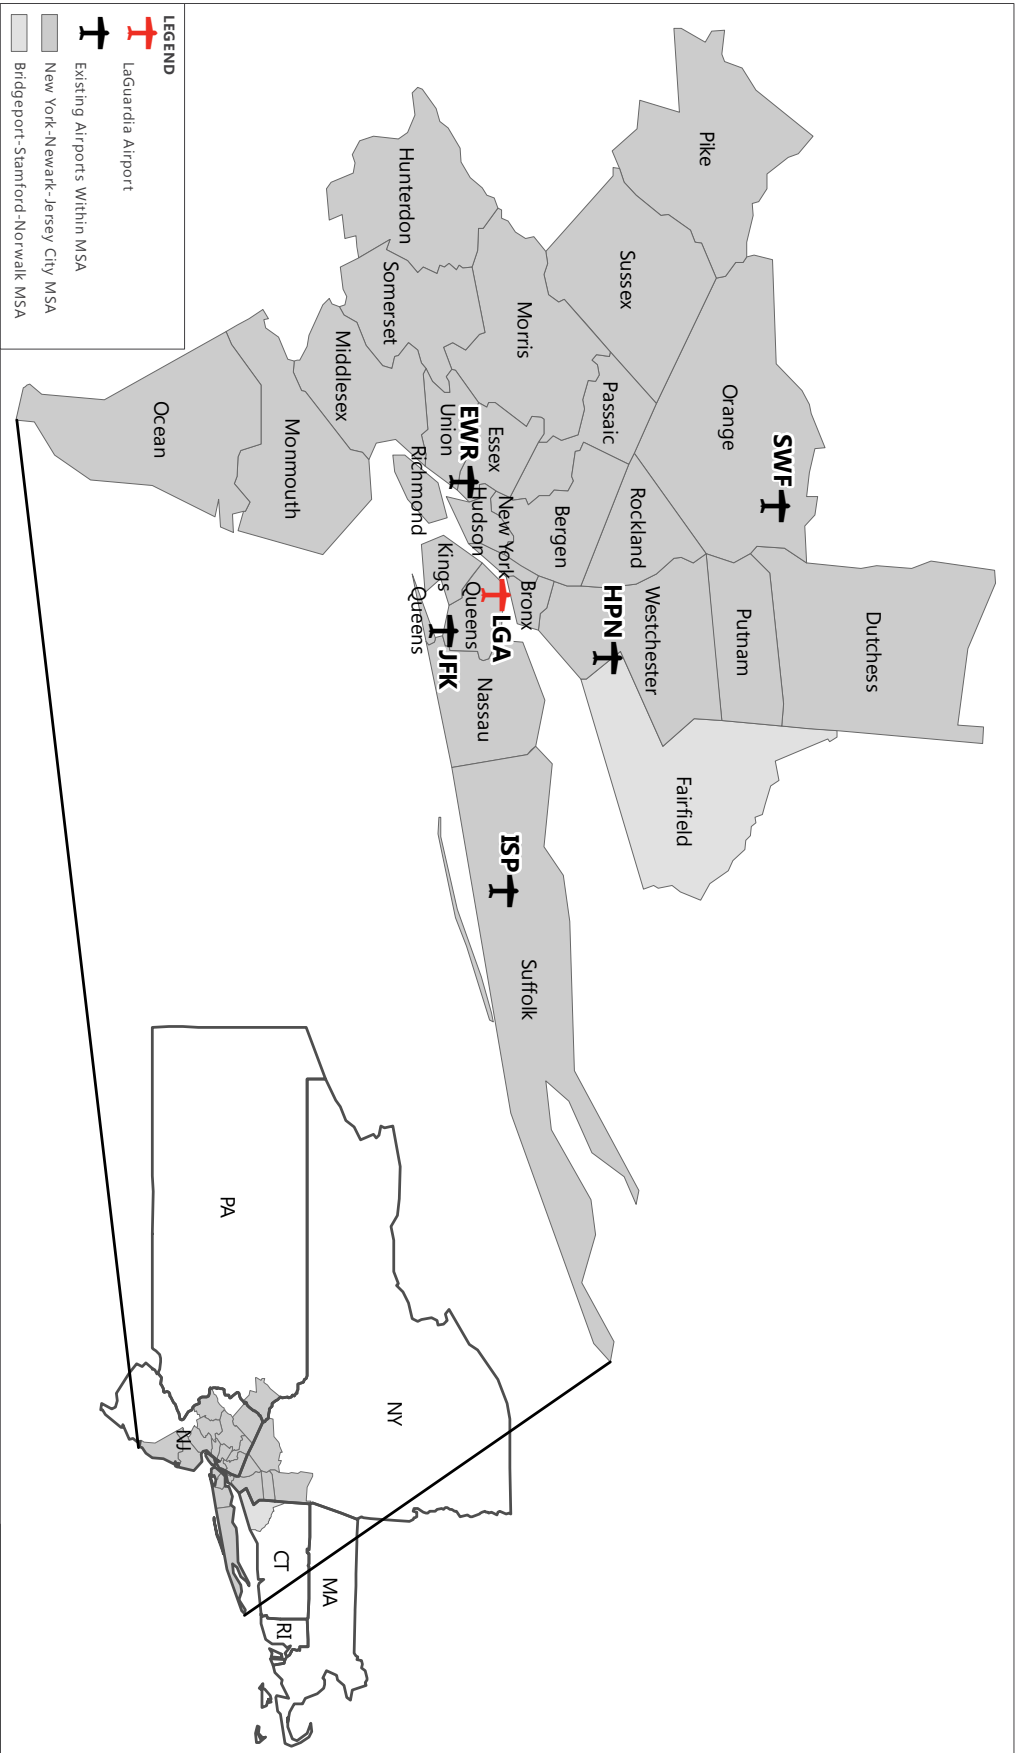 Pike
Dutchess
SWF
Orange
Putnam
Sussex
Rockland
Westchester
HPN
Fairfield
Passaic
Morris
Bergen
Hunterdon
Somerset
Essex
EWR
Union
Hudson
New York
Bronx
LGA
Queens
Kings
JFK
Queens
Nassau
ISP
Suffolk
Richmond
Middlesex
Monmouth
Ocean
NY
PA
NJ
CT
MA
RI
LEGEND
LaGuardia Airport
Existing Airports Within MSA
New York-Newark-Jersey City MSA
Bridgeport-Stamford-Norwalk MSA